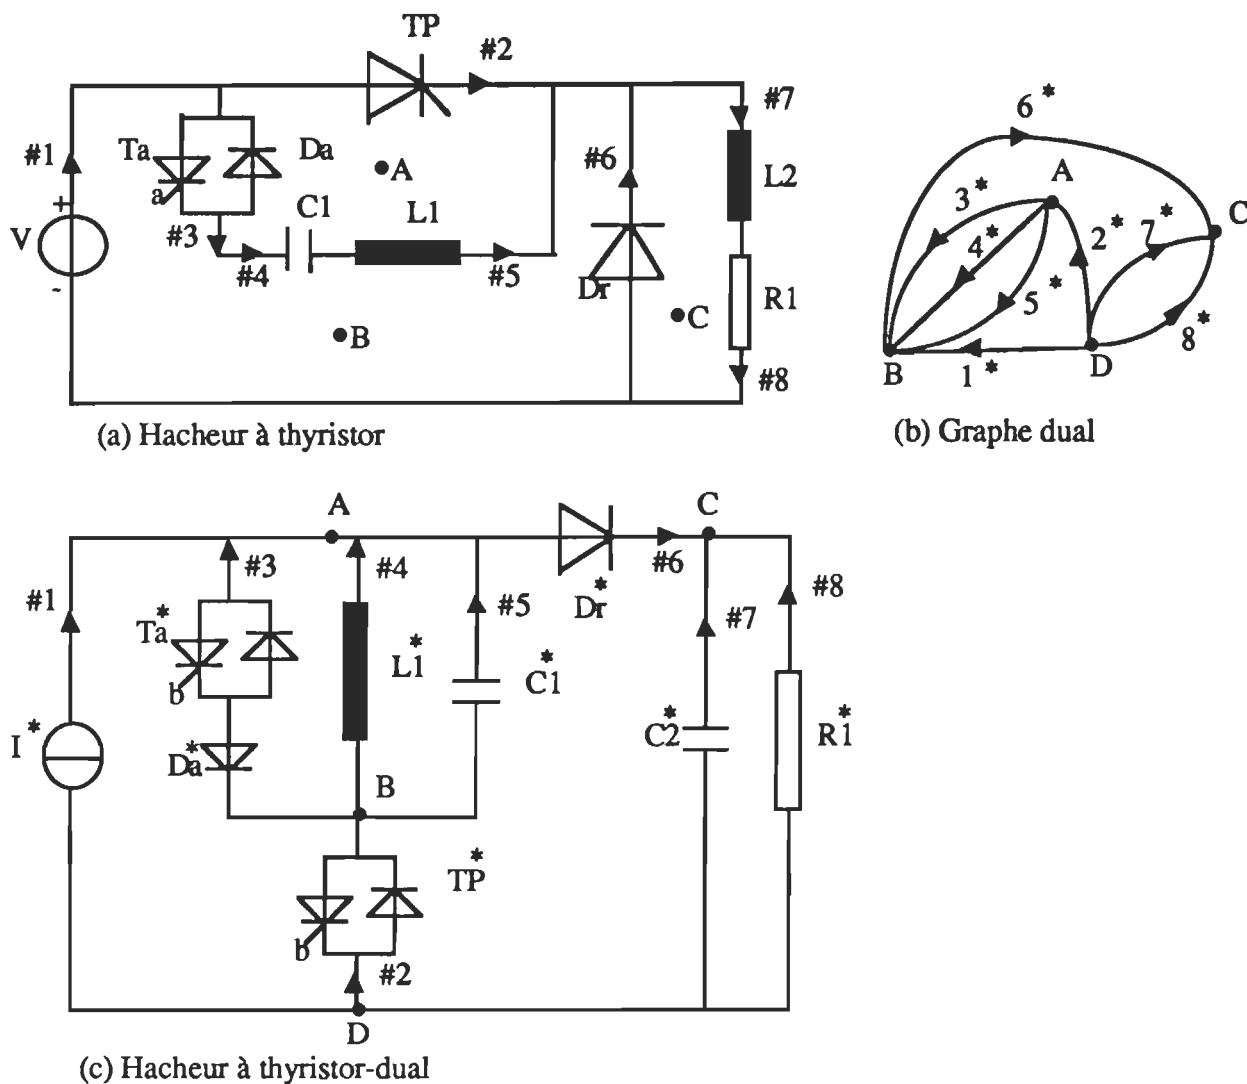 TP
#2
#7
#1
Ta
Da
A
#6
L2
a
C1
L1
+
V
#3
#4
#5
Dr
R1
-
B
C
#8
(a) Hacheur à thyristor
6*
A
3*
C
4*
2*
7*
5*
8*
B
1*
D
(b) Graphe dual
A
C
#3
#4
#6
#1
#5
Dr*
#8
Ta*
#7
L1*
C1*
b
I*
C2*
R1*
Da*
B
TP*
b
#2
D
(c) Hacheur à thyristor-dual